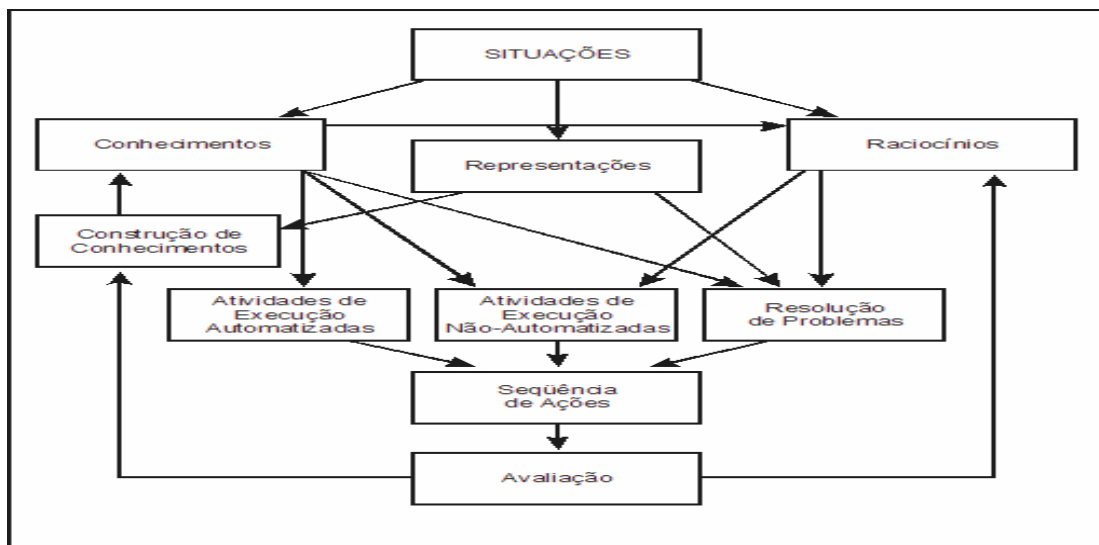 SITUAÇÕES
Conhecimentos
Representações
Raciocínios
Construção de
Conhecimentos
Atividades de
Execução
Automatizadas
Atividades de
Execução
Não-Automatizadas
Resolução
de Problemas
Seqüência
de Ações
Avaliação